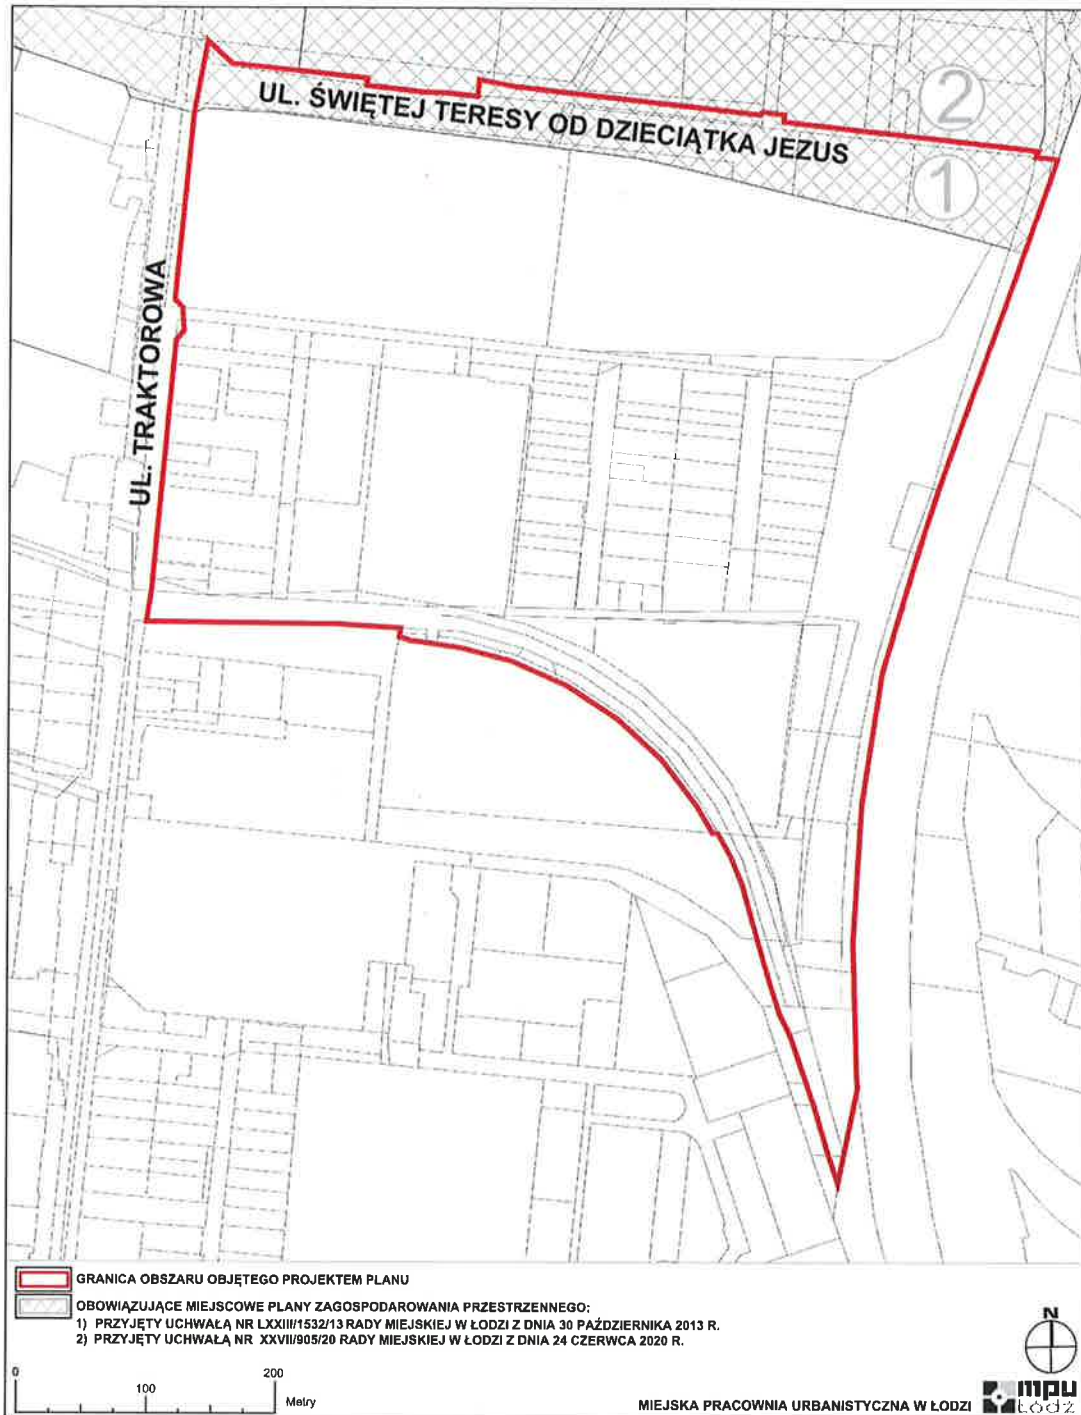 UL. ŚWIĘTEJ TERESY OD DZIECIĄTKA JEZUS
2
1
UL. TRAKTOROWA
GRANICA OBSZARU OBJĘTEGO PROJEKTEM PLANU
OBOWIĄZUJĄCE MIEJSCOWE PLANY ZAGOSPODAROWANIA PRZESTRZENNEGO:
1) PRZYJĘTY UCHWAŁĄ NR LXXIII/1532/13 RADY MIEJSKIEJ W ŁODZI Z DNIA 30 PAŹDZIERNIKA 2013 R.
2) PRZYJĘTY UCHWAŁĄ NR XXVII/905/20 RADY MIEJSKIEJ W ŁODZI Z DNIA 24 CZERWCA 2020 R.
N
0 100 200
Metry
MIEJSKA PRACOWNIA URBANISTYCZNA W ŁODZI
mpu
Łódź